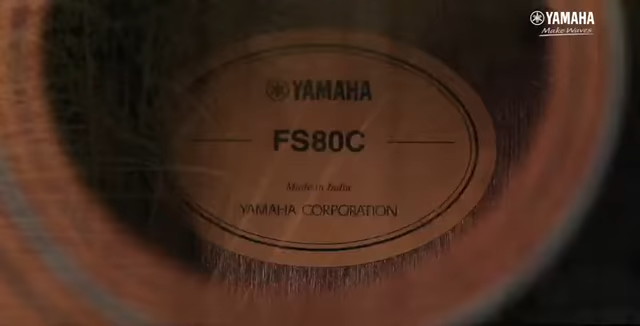 YAMAHA
Make Waves
YAMAHA
FS80C
Made in India
YAMAHA CORPORATION